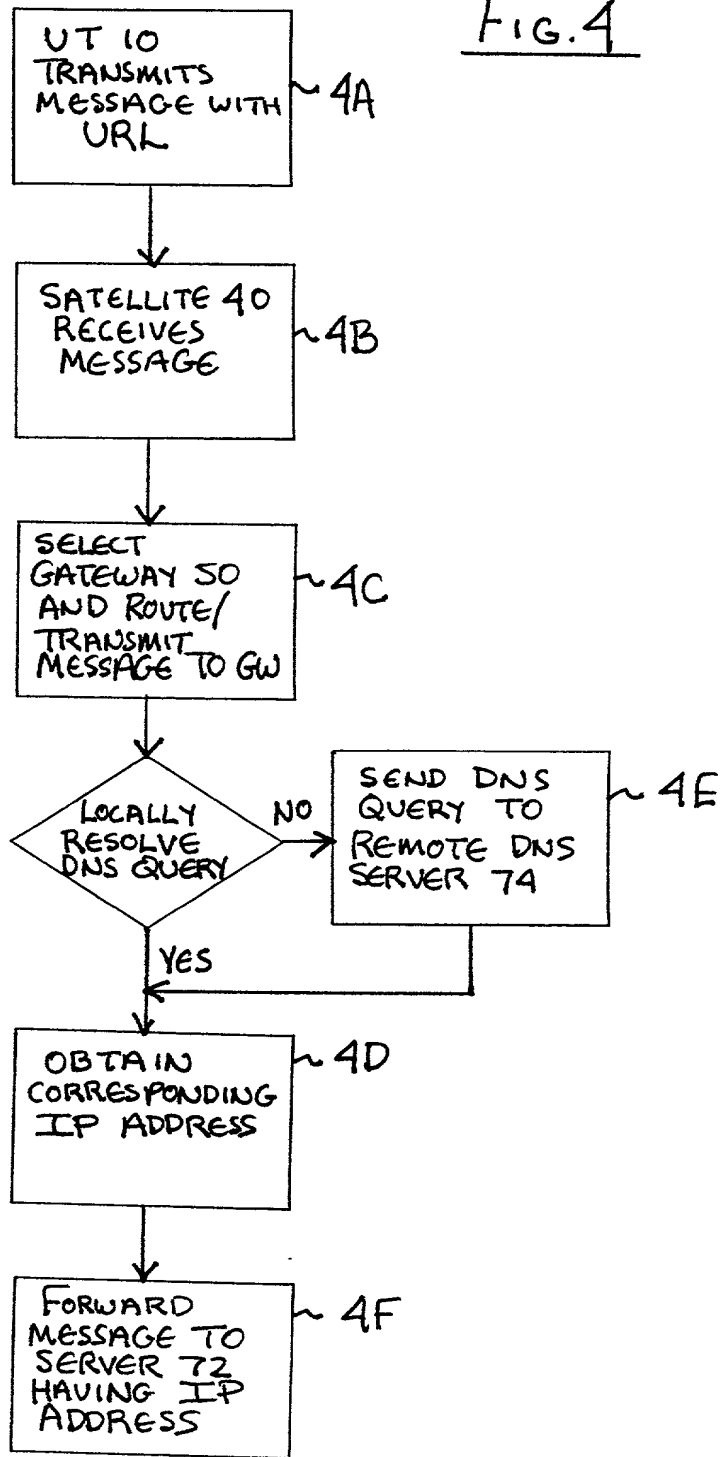 FIG. 4
UT 10
TRANSMITS
MESSAGE WITH
URL
4A
SATELLITE 40
RECEIVES
MESSAGE
4B
SELECT
GATEWAY 50
AND ROUTE/
TRANSMIT
MESSAGE TO GW
4C
LOCALLY
RESOLVE
DNS QUERY
NO
SEND DNS
QUERY TO
REMOTE DNS
SERVER 74
4E
YES
OBTAIN
CORRESPONDING
IP ADDRESS
4D
FORWARD
MESSAGE TO
SERVER 72
HAVING IP
ADDRESS
4F